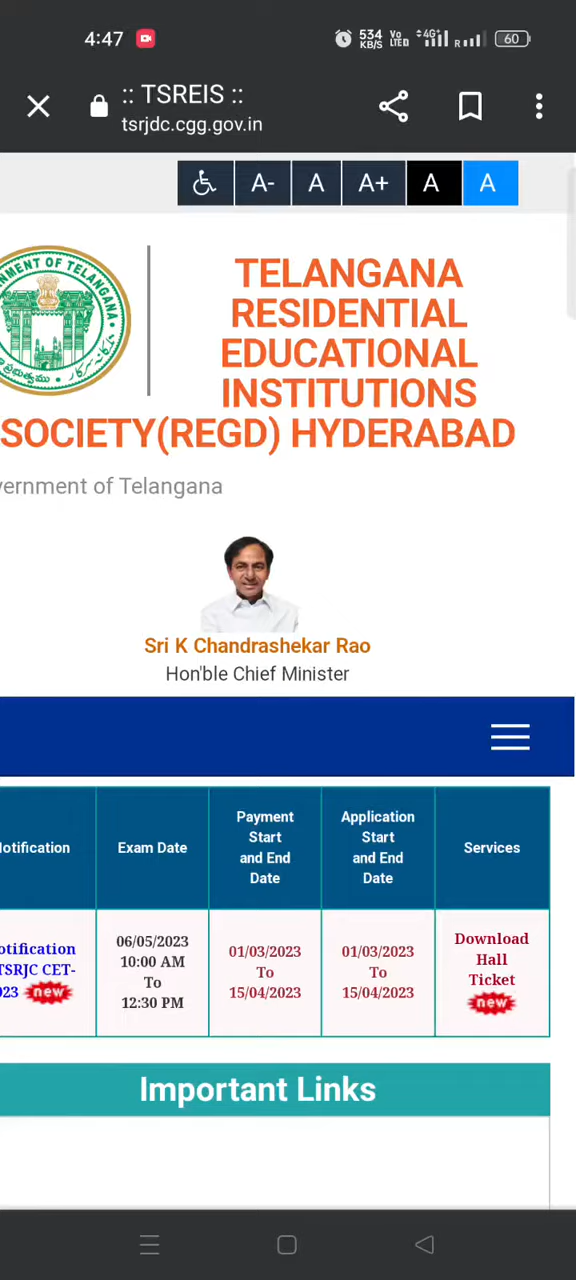 4:47
534
KB/S
Vo
LTE
4G+
R
60
:: TSREIS ::
tsrjdc.cgg.gov.in
A-
A
A+
A
A
TELANGANA
RESIDENTIAL
EDUCATIONAL
INSTITUTIONS
SOCIETY(REGD) HYDERABAD
vernment of Telangana
Sri K Chandrashekar Rao
Hon'ble Chief Minister
otification
Exam Date
Payment
Start
and End
Date
Application
Start
and End
Date
Services
otification
TSRJC CET-
023 new
06/05/2023
10:00 AM
To
12:30 PM
01/03/2023
To
15/04/2023
01/03/2023
To
15/04/2023
Download
Hall
Ticket
new
Important Links